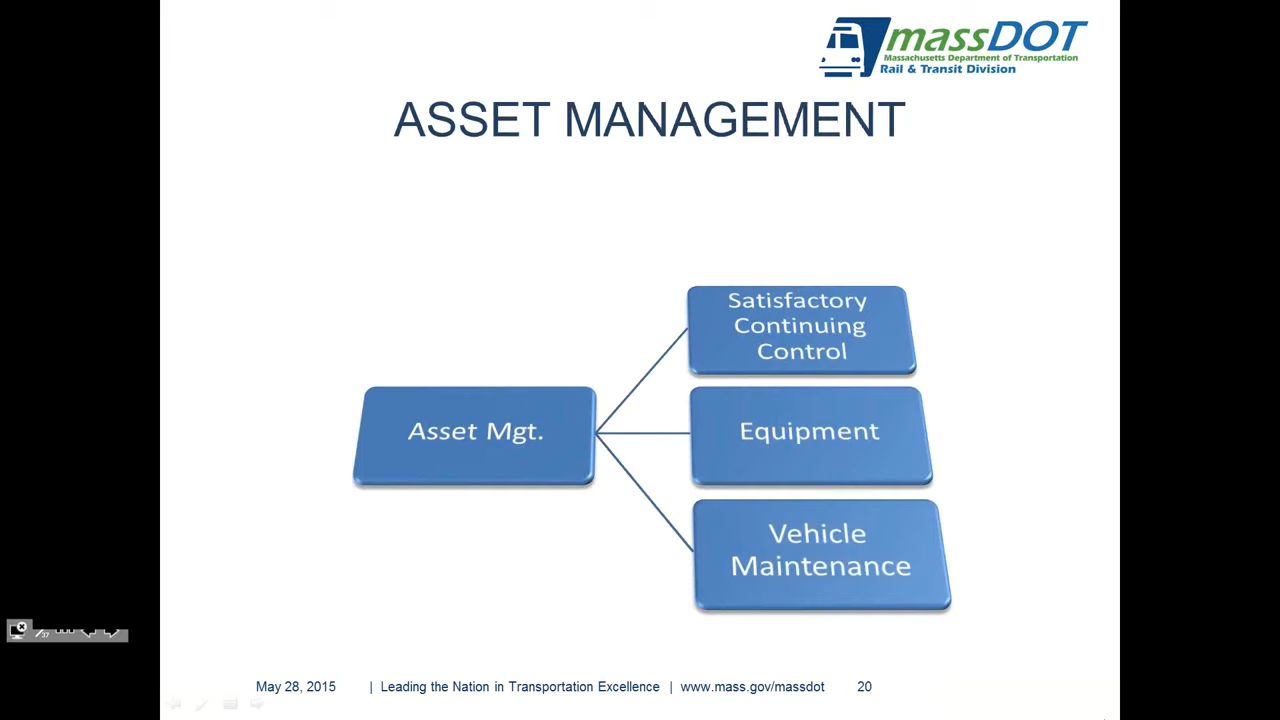 massDOT
Massachusetts Department of Transportation
Rail & Transit Division
ASSET MANAGEMENT
Satisfactory
Continuing
Control
Asset Mgt.
Equipment
Vehicle
Maintenance
/37
May 28, 2015 | Leading the Nation in Transportation Excellence | www.mass.gov/massdot 20